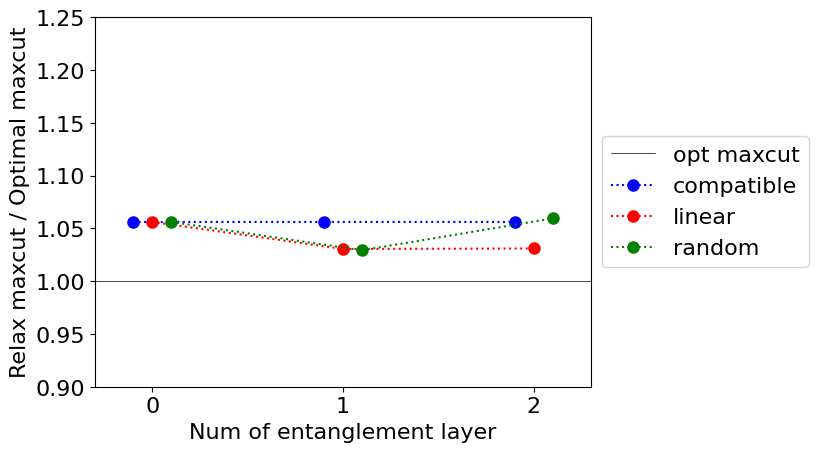 Relax maxcut / Optimal maxcut
1.25
1.20
1.15
1.10
1.05
1.00
0.95
0.90
0
1
2
Num of entanglement layer
opt maxcut
compatible
linear
random